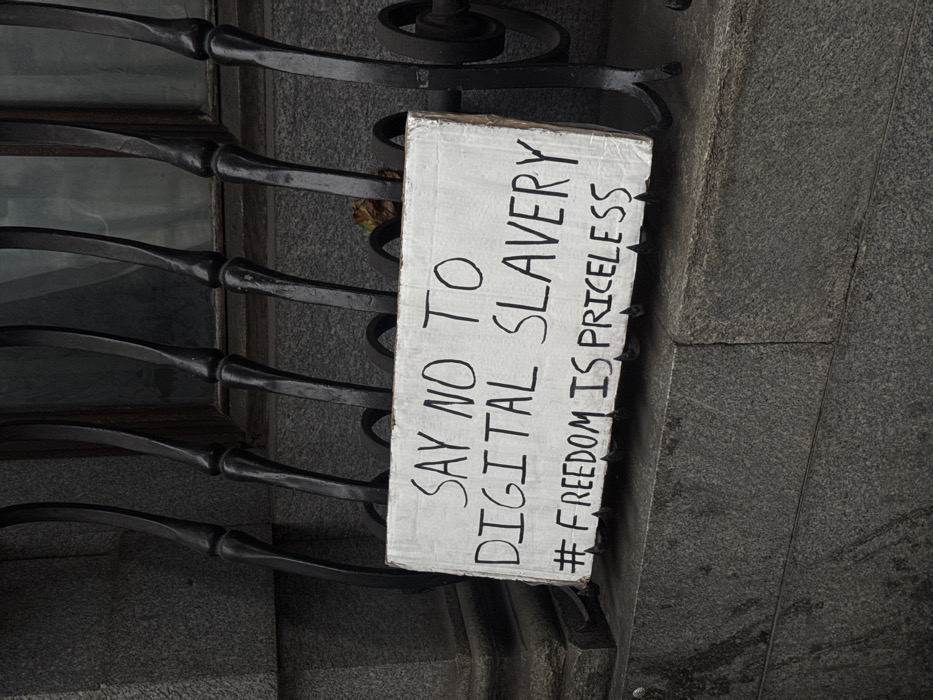 SAY NO TO
DIGITAL SLAVERY
# FREEDOM IS PRICELESS